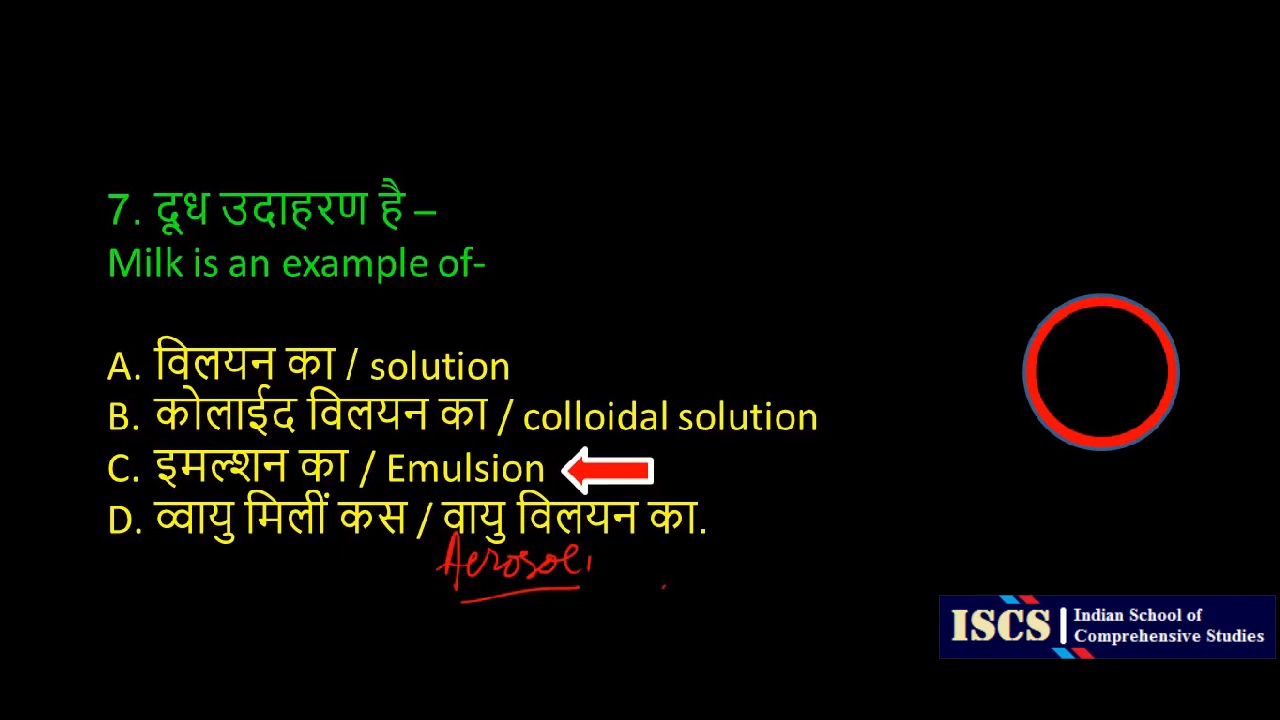 7. दूध उदाहरण है –
Milk is an example of-
A. विलयन का / solution
B. कोलाईद विलयन का / colloidal solution
C. इमल्शन का / Emulsion
D. व्वायु मिलीं कस / वायु विलयन का.
Aerosol
ISCS
Indian School of
Comprehensive Studies